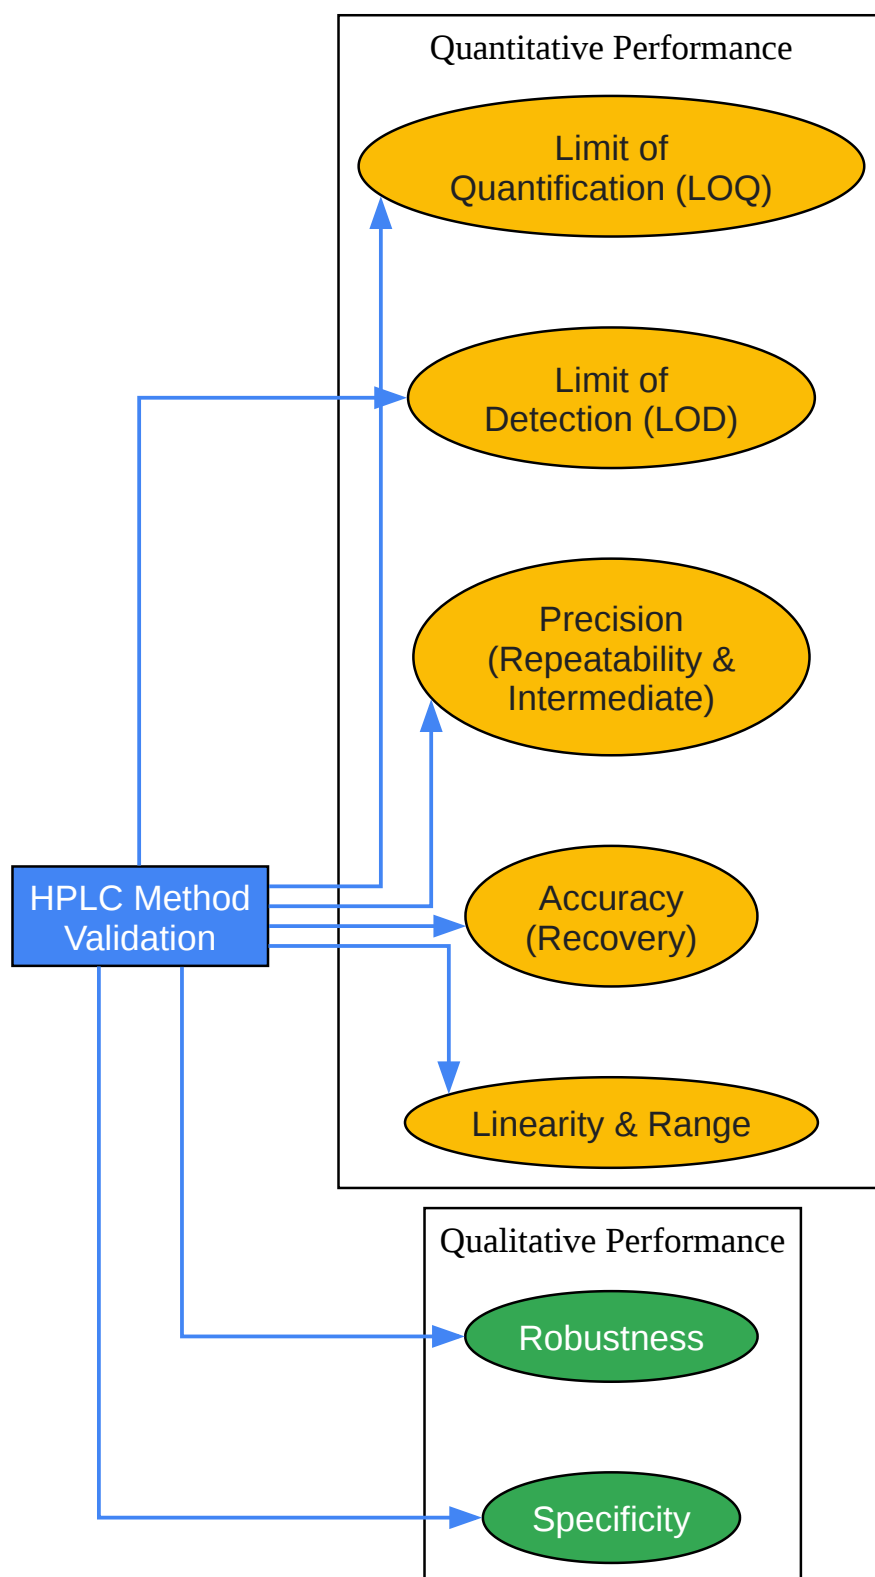 Quantitative Performance
Limit of
Quantification (LOQ)
Limit of
Detection (LOD)
Precision
(Repeatability &
Intermediate)
HPLC Method
Validation
Accuracy
(Recovery)
Linearity & Range
Qualitative Performance
Robustness
Specificity